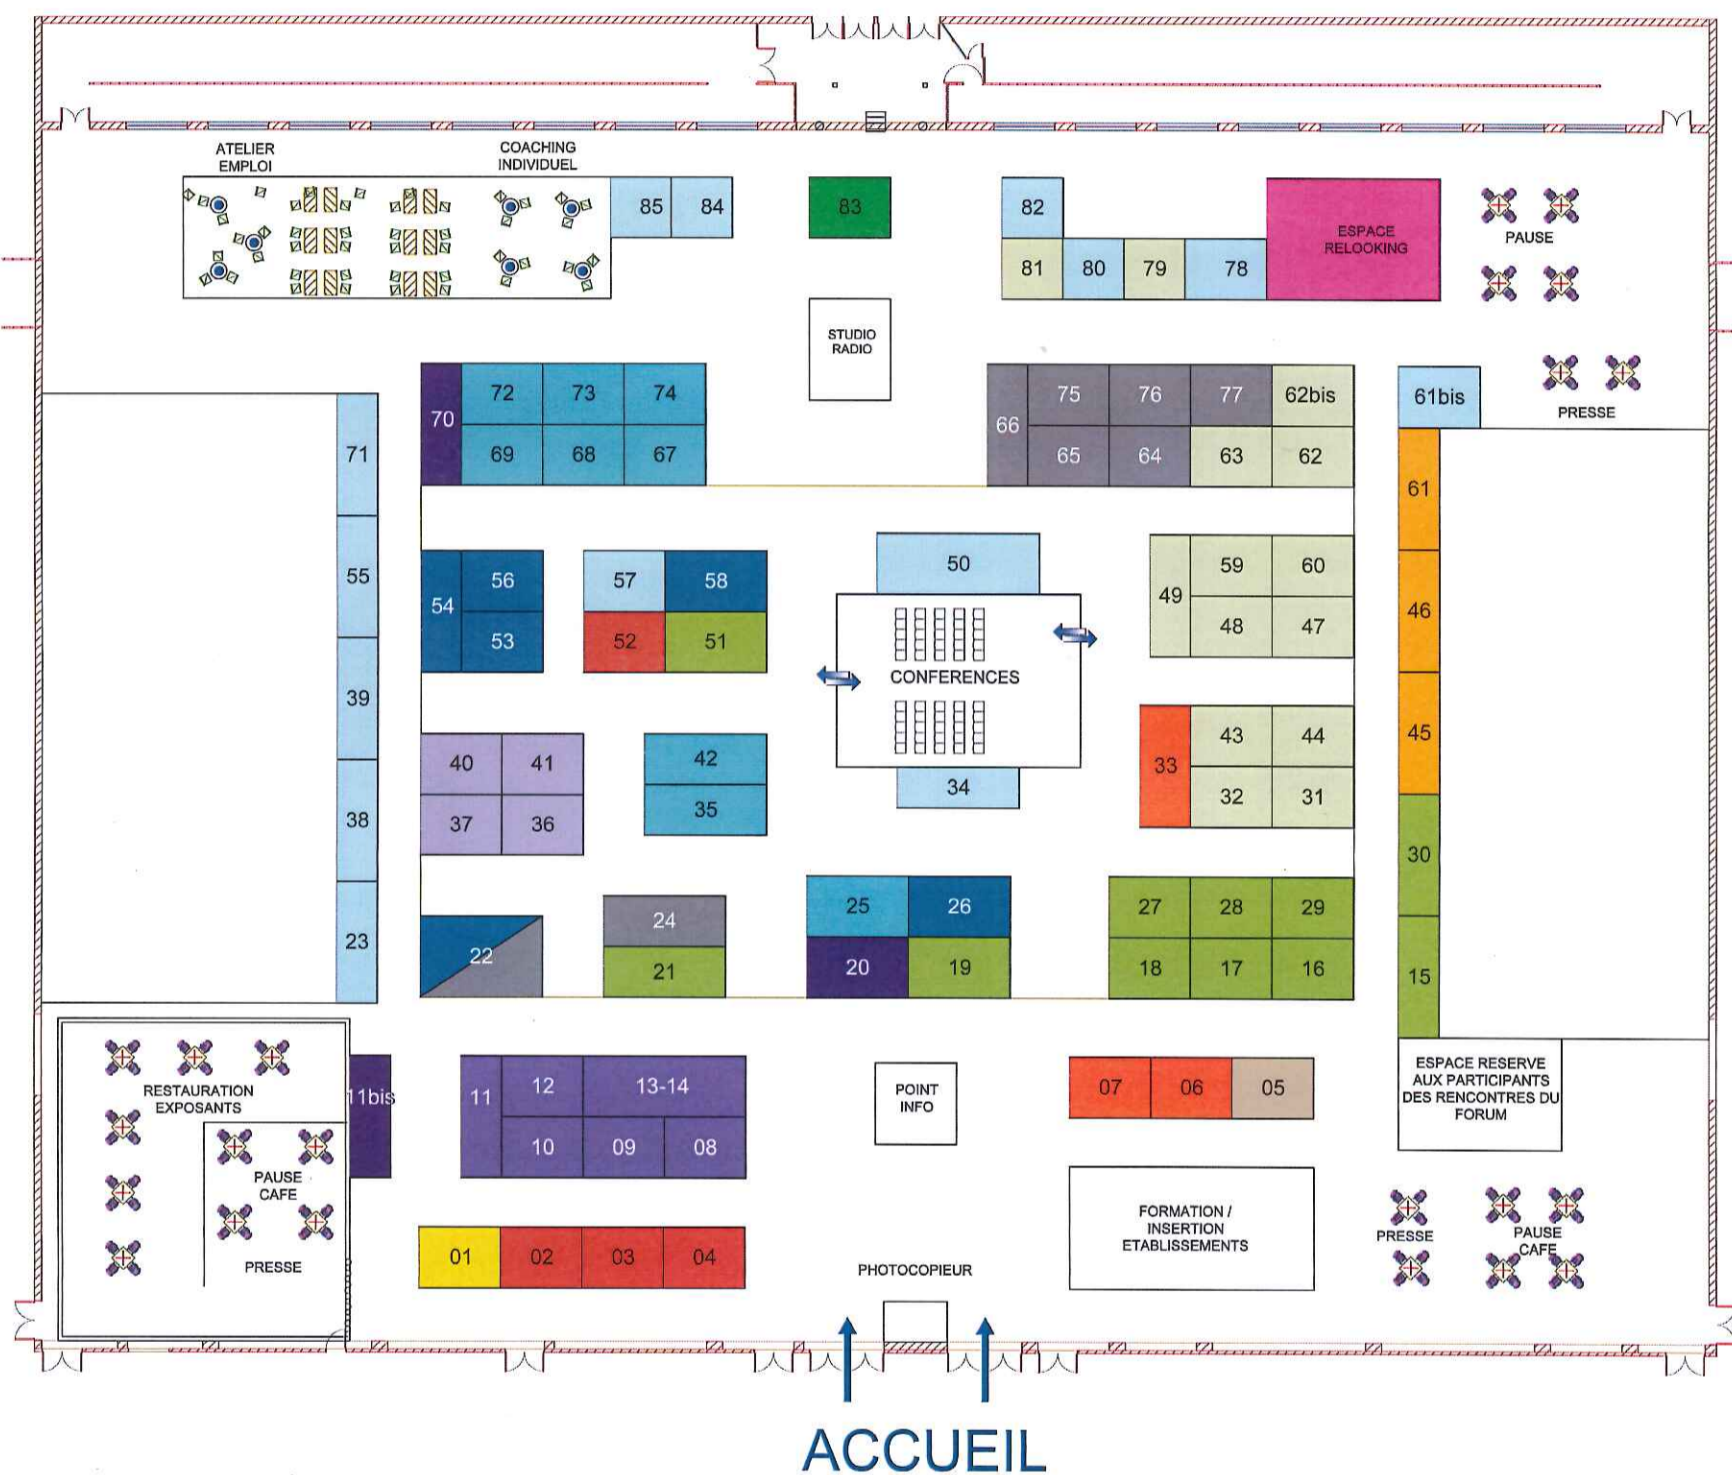 ATELIER
EMPLOI
COACHING
INDIVIDUEL
85
84
83
82
81
80
79
78
ESPACE
RELOOKING
PAUSE
STUDIO
RADIO
70
72
73
74
69
68
67
66
75
76
77
62bis
65
64
63
62
61bis
PRESSE
71
55
39
38
23
61
46
45
30
15
54
56
53
57
58
52
51
50
CONFERENCES
34
49
59
60
48
47
40
41
37
36
42
35
33
43
44
32
31
22
24
21
25
26
20
19
27
28
29
18
17
16
RESTAURATION
EXPOSANTS
PAUSE
CAFE
PRESSE
11bis
11
12
13-14
10
09
08
POINT
INFO
07
06
05
ESPACE RESERVE
AUX PARTICIPANTS
DES RENCONTRES DU
FORUM
01
02
03
04
PHOTOCOPIEUR
FORMATION /
INSERTION
ETABLISSEMENTS
PRESSE
PAUSE
CAFE
ACCUEIL